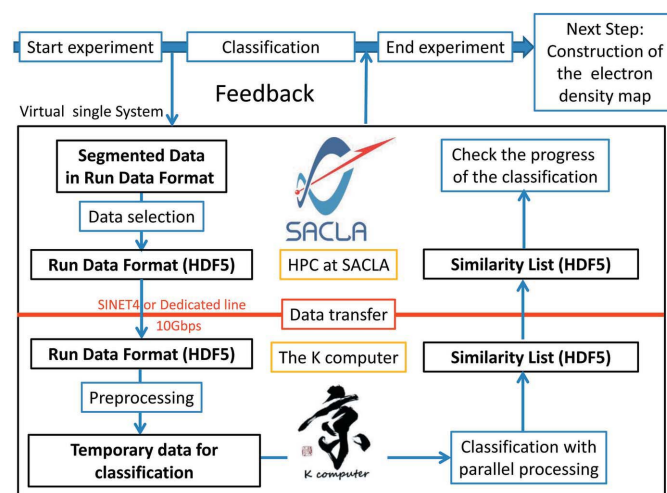 Start experiment
Classification
End experiment
Next Step:
Construction of
the electron
density map
Feedback
Virtual single System
Segmented Data
in Run Data Format
Data selection
Run Data Format (HDF5)
SACLA
HPC at SACLA
Check the progress
of the classification
Similarity List (HDF5)
SINET4 or Dedicated line
10Gbps
Data transfer
Run Data Format (HDF5)
The K computer
Similarity List (HDF5)
Preprocessing
Temporary data for
classification
京
K computer
Classification with
parallel processing